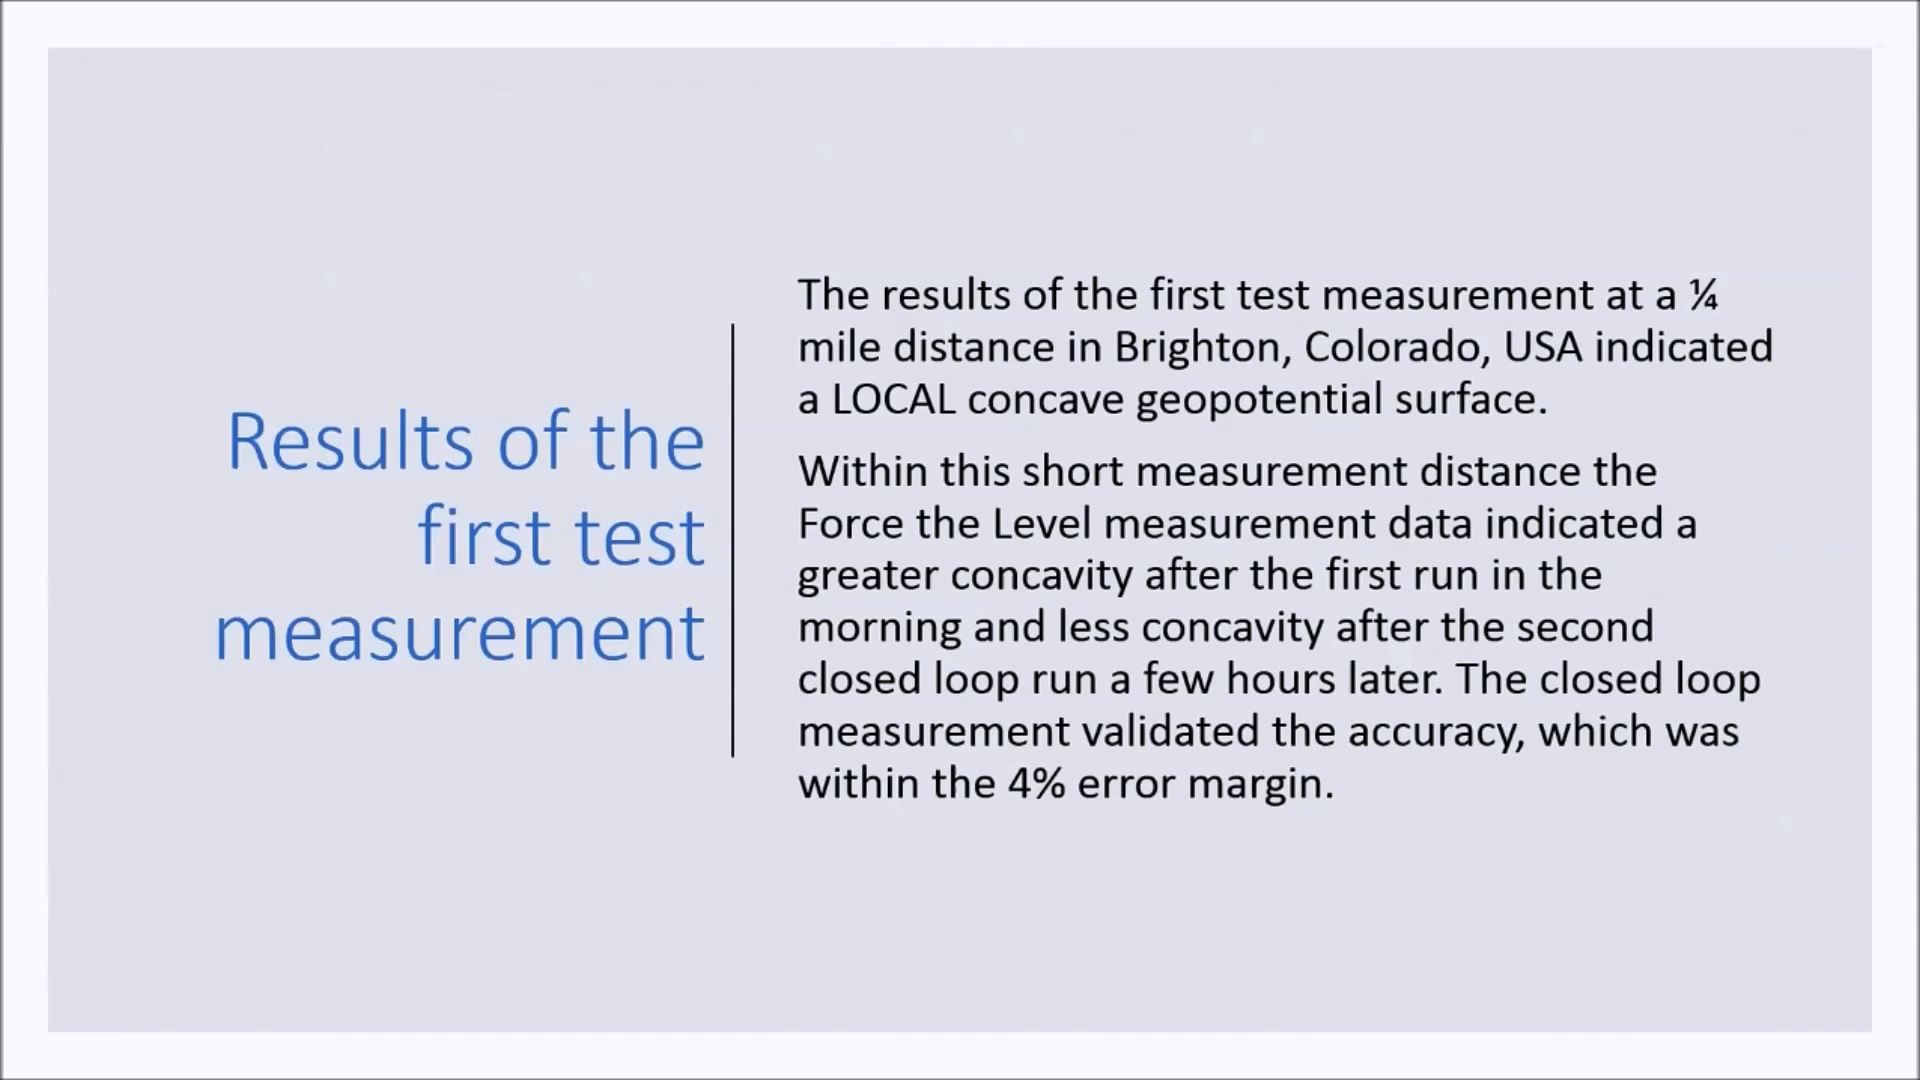 Results of the
first test
measurement
The results of the first test measurement at a ¼
mile distance in Brighton, Colorado, USA indicated
a LOCAL concave geopotential surface.
Within this short measurement distance the
Force the Level measurement data indicated a
greater concavity after the first run in the
morning and less concavity after the second
closed loop run a few hours later. The closed loop
measurement validated the accuracy, which was
within the 4% error margin.